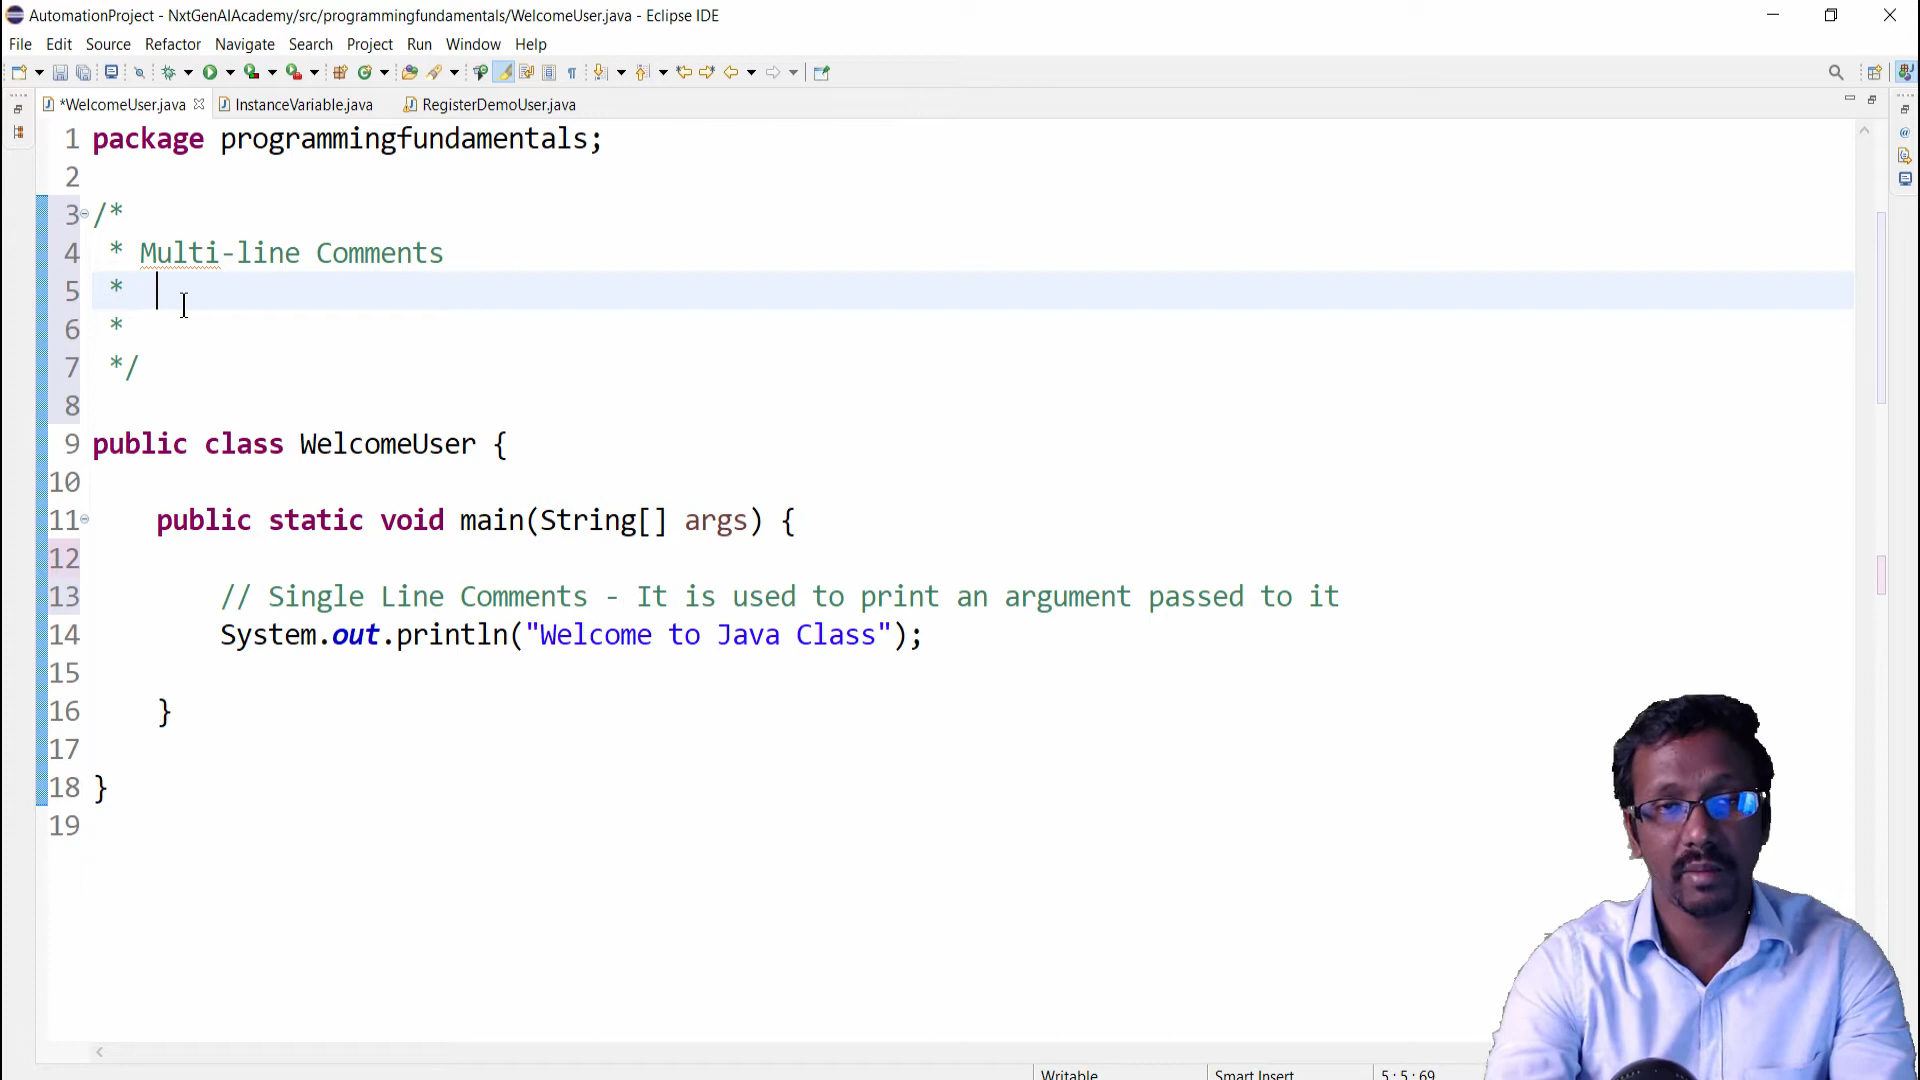 AutomationProject - NxtGenAIAcademy/src/programmingfundamentals/WelcomeUser.java - Eclipse IDE
File Edit Source Refactor Navigate Search Project Run Window Help
*WelcomeUser.java InstanceVariable.java RegisterDemoUser.java
1 package programmingfundamentals;
2
3 /*
4 * Multi-line Comments
5 *
6 *
7 */
8
9 public class WelcomeUser {
10
11 public static void main(String[] args) {
12
13 // Single Line Comments - It is used to print an argument passed to it
14 System.out.println("Welcome to Java Class");
15
16 }
17
18 }
19
Writable Smart Insert 5 : 5 : 69